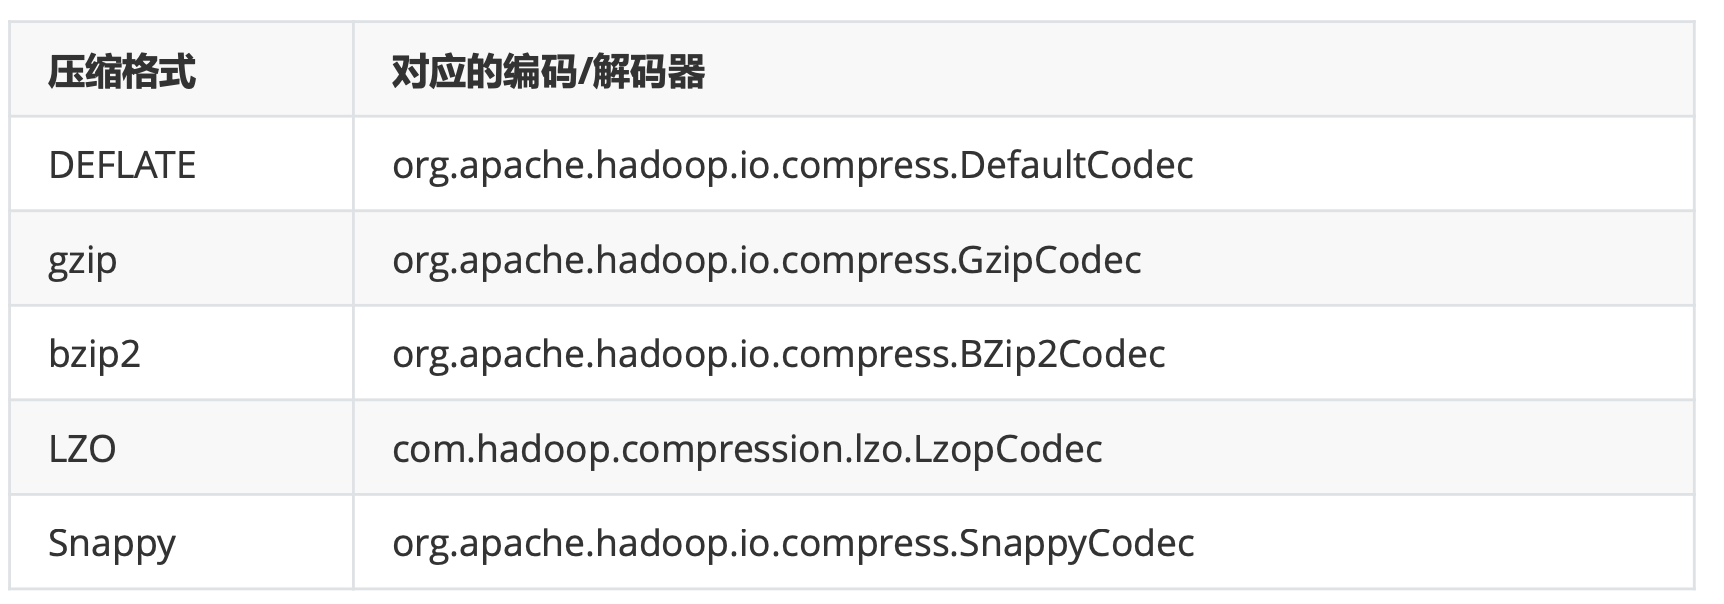 压缩格式 对应的编码/解码器
DEFLATE org.apache.hadoop.io.compress.DefaultCodec
gzip org.apache.hadoop.io.compress.GzipCodec
bzip2 org.apache.hadoop.io.compress.BZip2Codec
LZO com.hadoop.compression.lzo.LzopCodec
Snappy org.apache.hadoop.io.compress.SnappyCodec